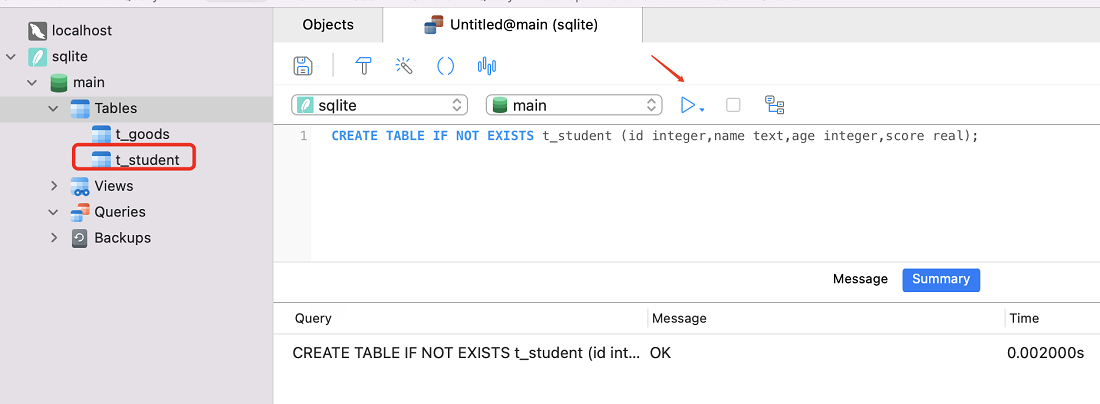 localhost
sqlite
main
Tables
t_goods
t_student
Views
Queries
Backups
Objects
Untitled@main (sqlite)
sqlite
main
1 CREATE TABLE IF NOT EXISTS t_student (id integer,name text,age integer,score real);
Message Summary
Query Message Time
CREATE TABLE IF NOT EXISTS t_student (id int... OK 0.002000s